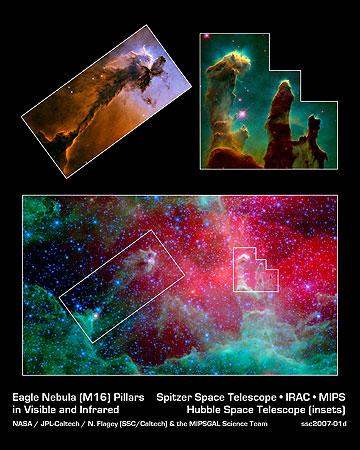 Eagle Nebula (M16) Pillars Spitzer Space Telescope • IRAC • MIPS
in Visible and Infrared Hubble Space Telescope (insets)
NASA / JPL-Caltech / N. Flagey (SSC/Caltech) & the MIPSGAL Science Team ssc2007-01d